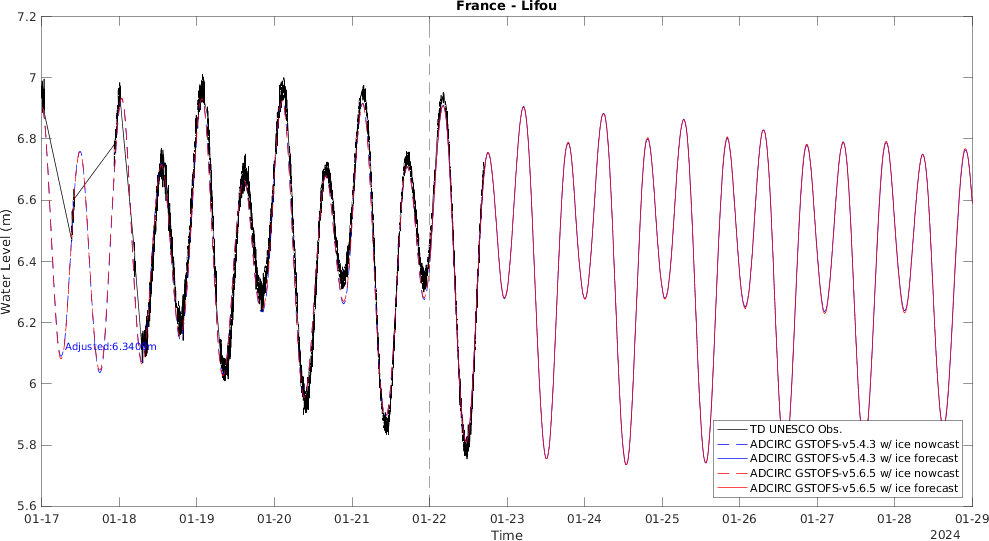 France - Lifou
7.2
7
6.8
6.6
6.4
6.2
6
5.8
5.6
Water Level (m)
TD UNESCO Obs.
ADCIRC GSTOFS-v5.4.3 w/ ice nowcast
ADCIRC GSTOFS-v5.4.3 w/ ice forecast
ADCIRC GSTOFS-v5.6.5 w/ ice nowcast
ADCIRC GSTOFS-v5.6.5 w/ ice forecast
01-17 01-18 01-19 01-20 01-21 01-22 01-23 01-24 01-25 01-26 01-27 01-28 01-29
Time
2024